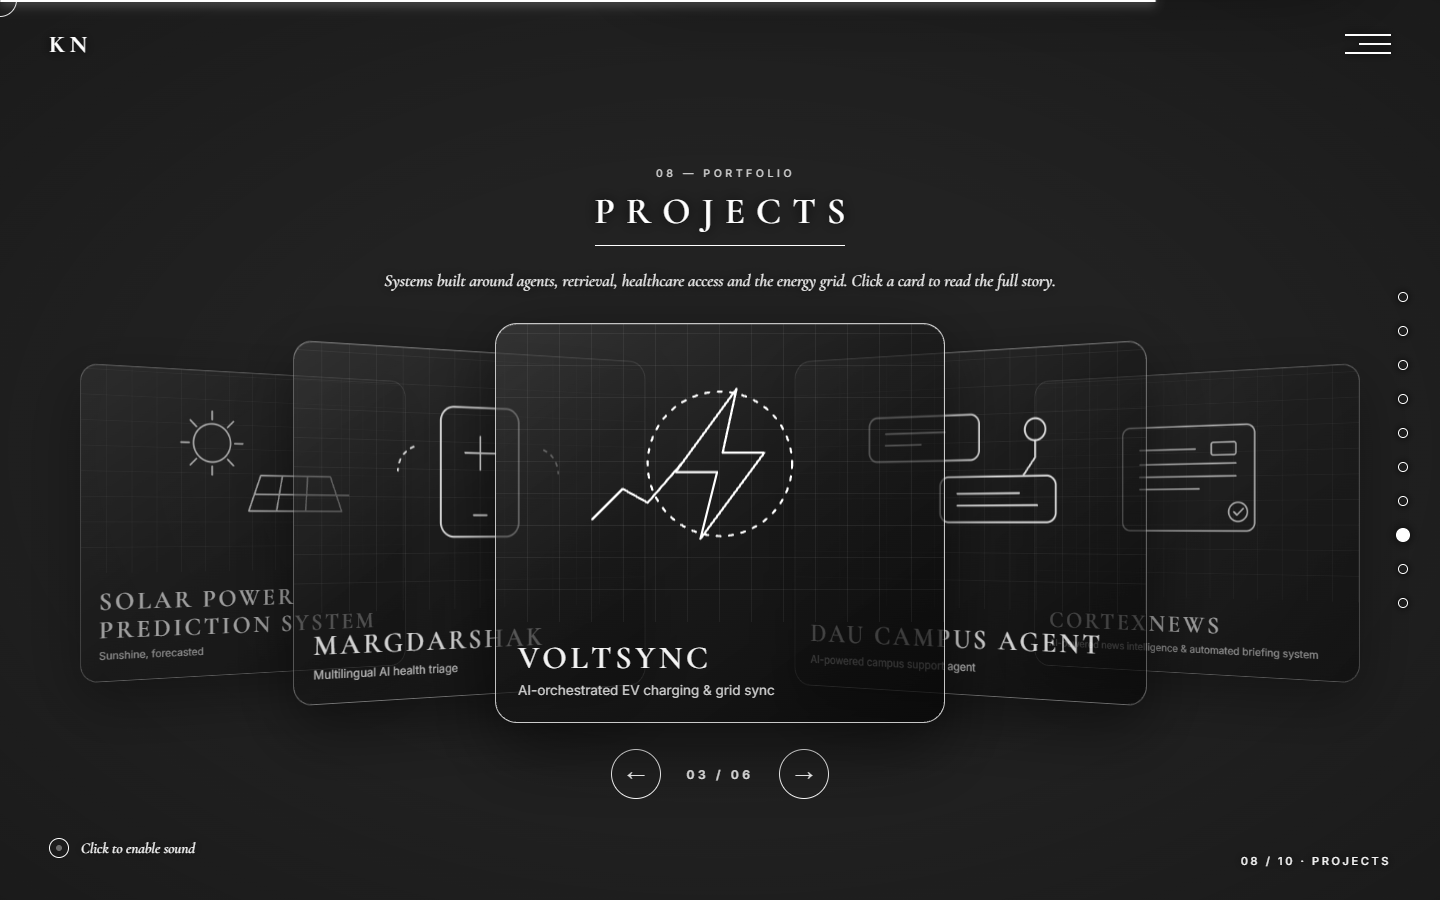 KN
08 — PORTFOLIO
PROJECTS
Systems built around agents, retrieval, healthcare access and the energy grid. Click a card to read the full story.
SOLAR POWER
PREDICTION SYSTEM
Sunshine, forecasted
MARGDARSHAK
Multilingual AI health triage
VOLTSYNC
AI-orchestrated EV charging & grid sync
DAU CAMPUS AGENT
AI-powered campus support agent
CORTEXNEWS
news intelligence & automated briefing system
← 03 / 06 →
Click to enable sound
08 / 10 · PROJECTS